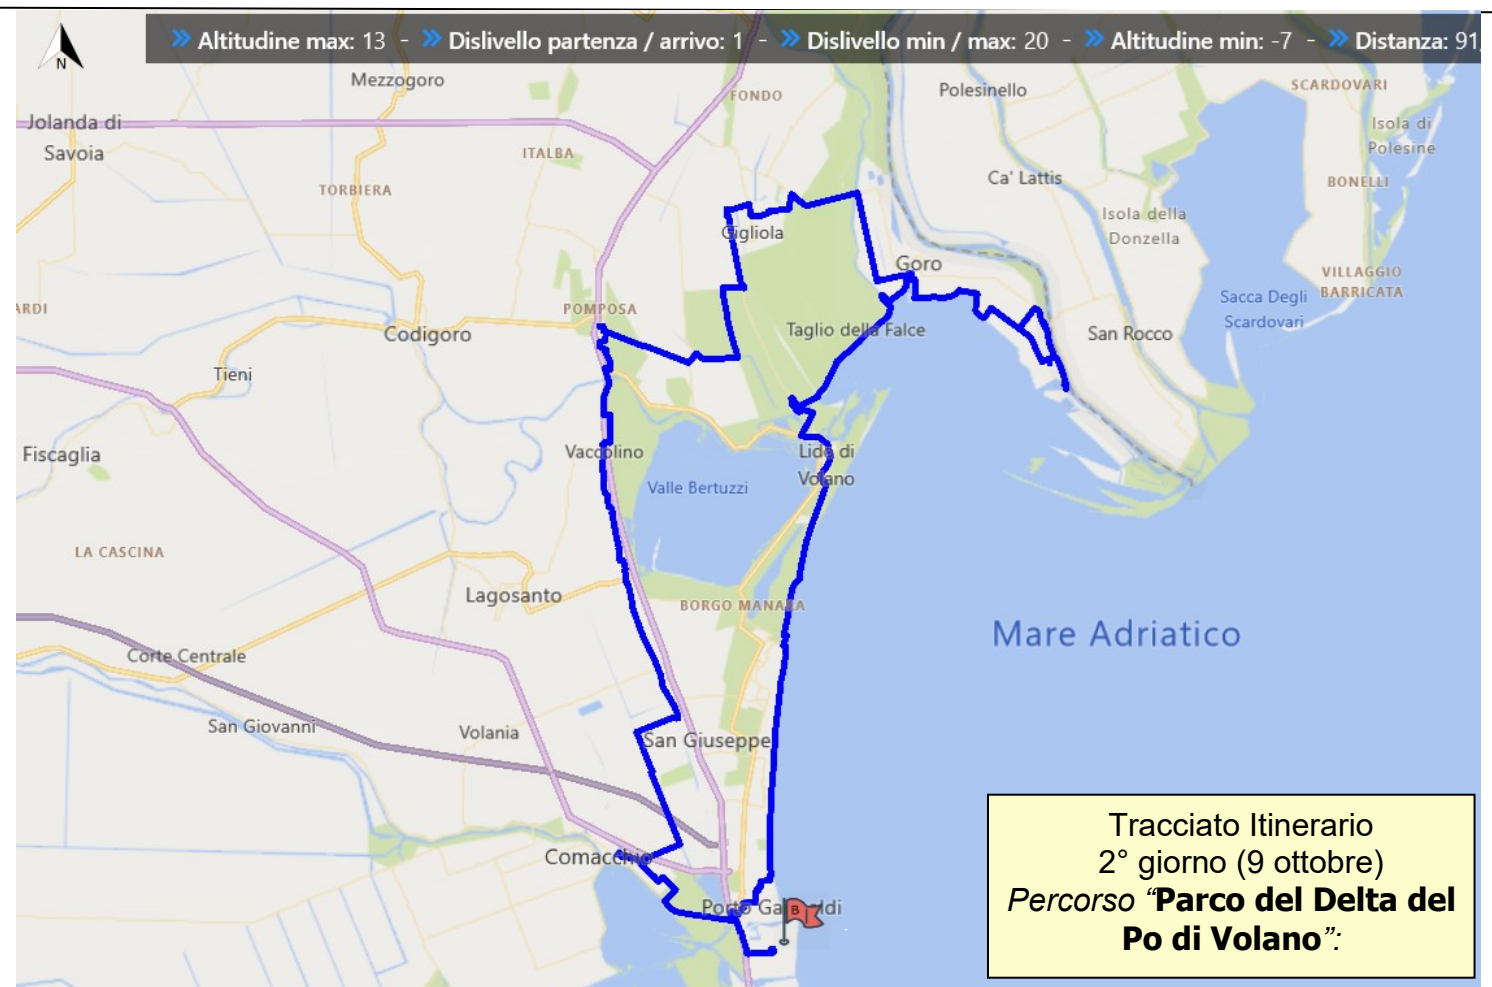 N
» Altitudine max: 13 - » Dislivello partenza / arrivo: 1 - » Dislivello min / max: 20 - » Altitudine min: -7 - » Distanza: 91,
Mezzogoro
Polesinello
SCARDOVARI
FONDO
Jolanda di
Savoia
Isola di
Polesine
ITALBA
TORBIERA
Ca' Lattis
BONELLI
Isola della
Donzella
Gigliola
Goro
VILLAGGIO
BARRICATA
Sacca Degli
Scardovari
ARDI
POMPOSA
Codigoro
Taglio della Falce
San Rocco
Tieni
Fiscaglia
Vaccolino
Lido di
Volano
Valle Bertuzzi
LA CASCINA
Lagosanto
BORGO MANARA
Mare Adriatico
Corte Centrale
San Giovanni
Volania
San Giuseppe
Comacchio
Porto Garibaldi
B
Tracciato Itinerario
2° giorno (9 ottobre)
Percorso “Parco del Delta del
Po di Volano”: